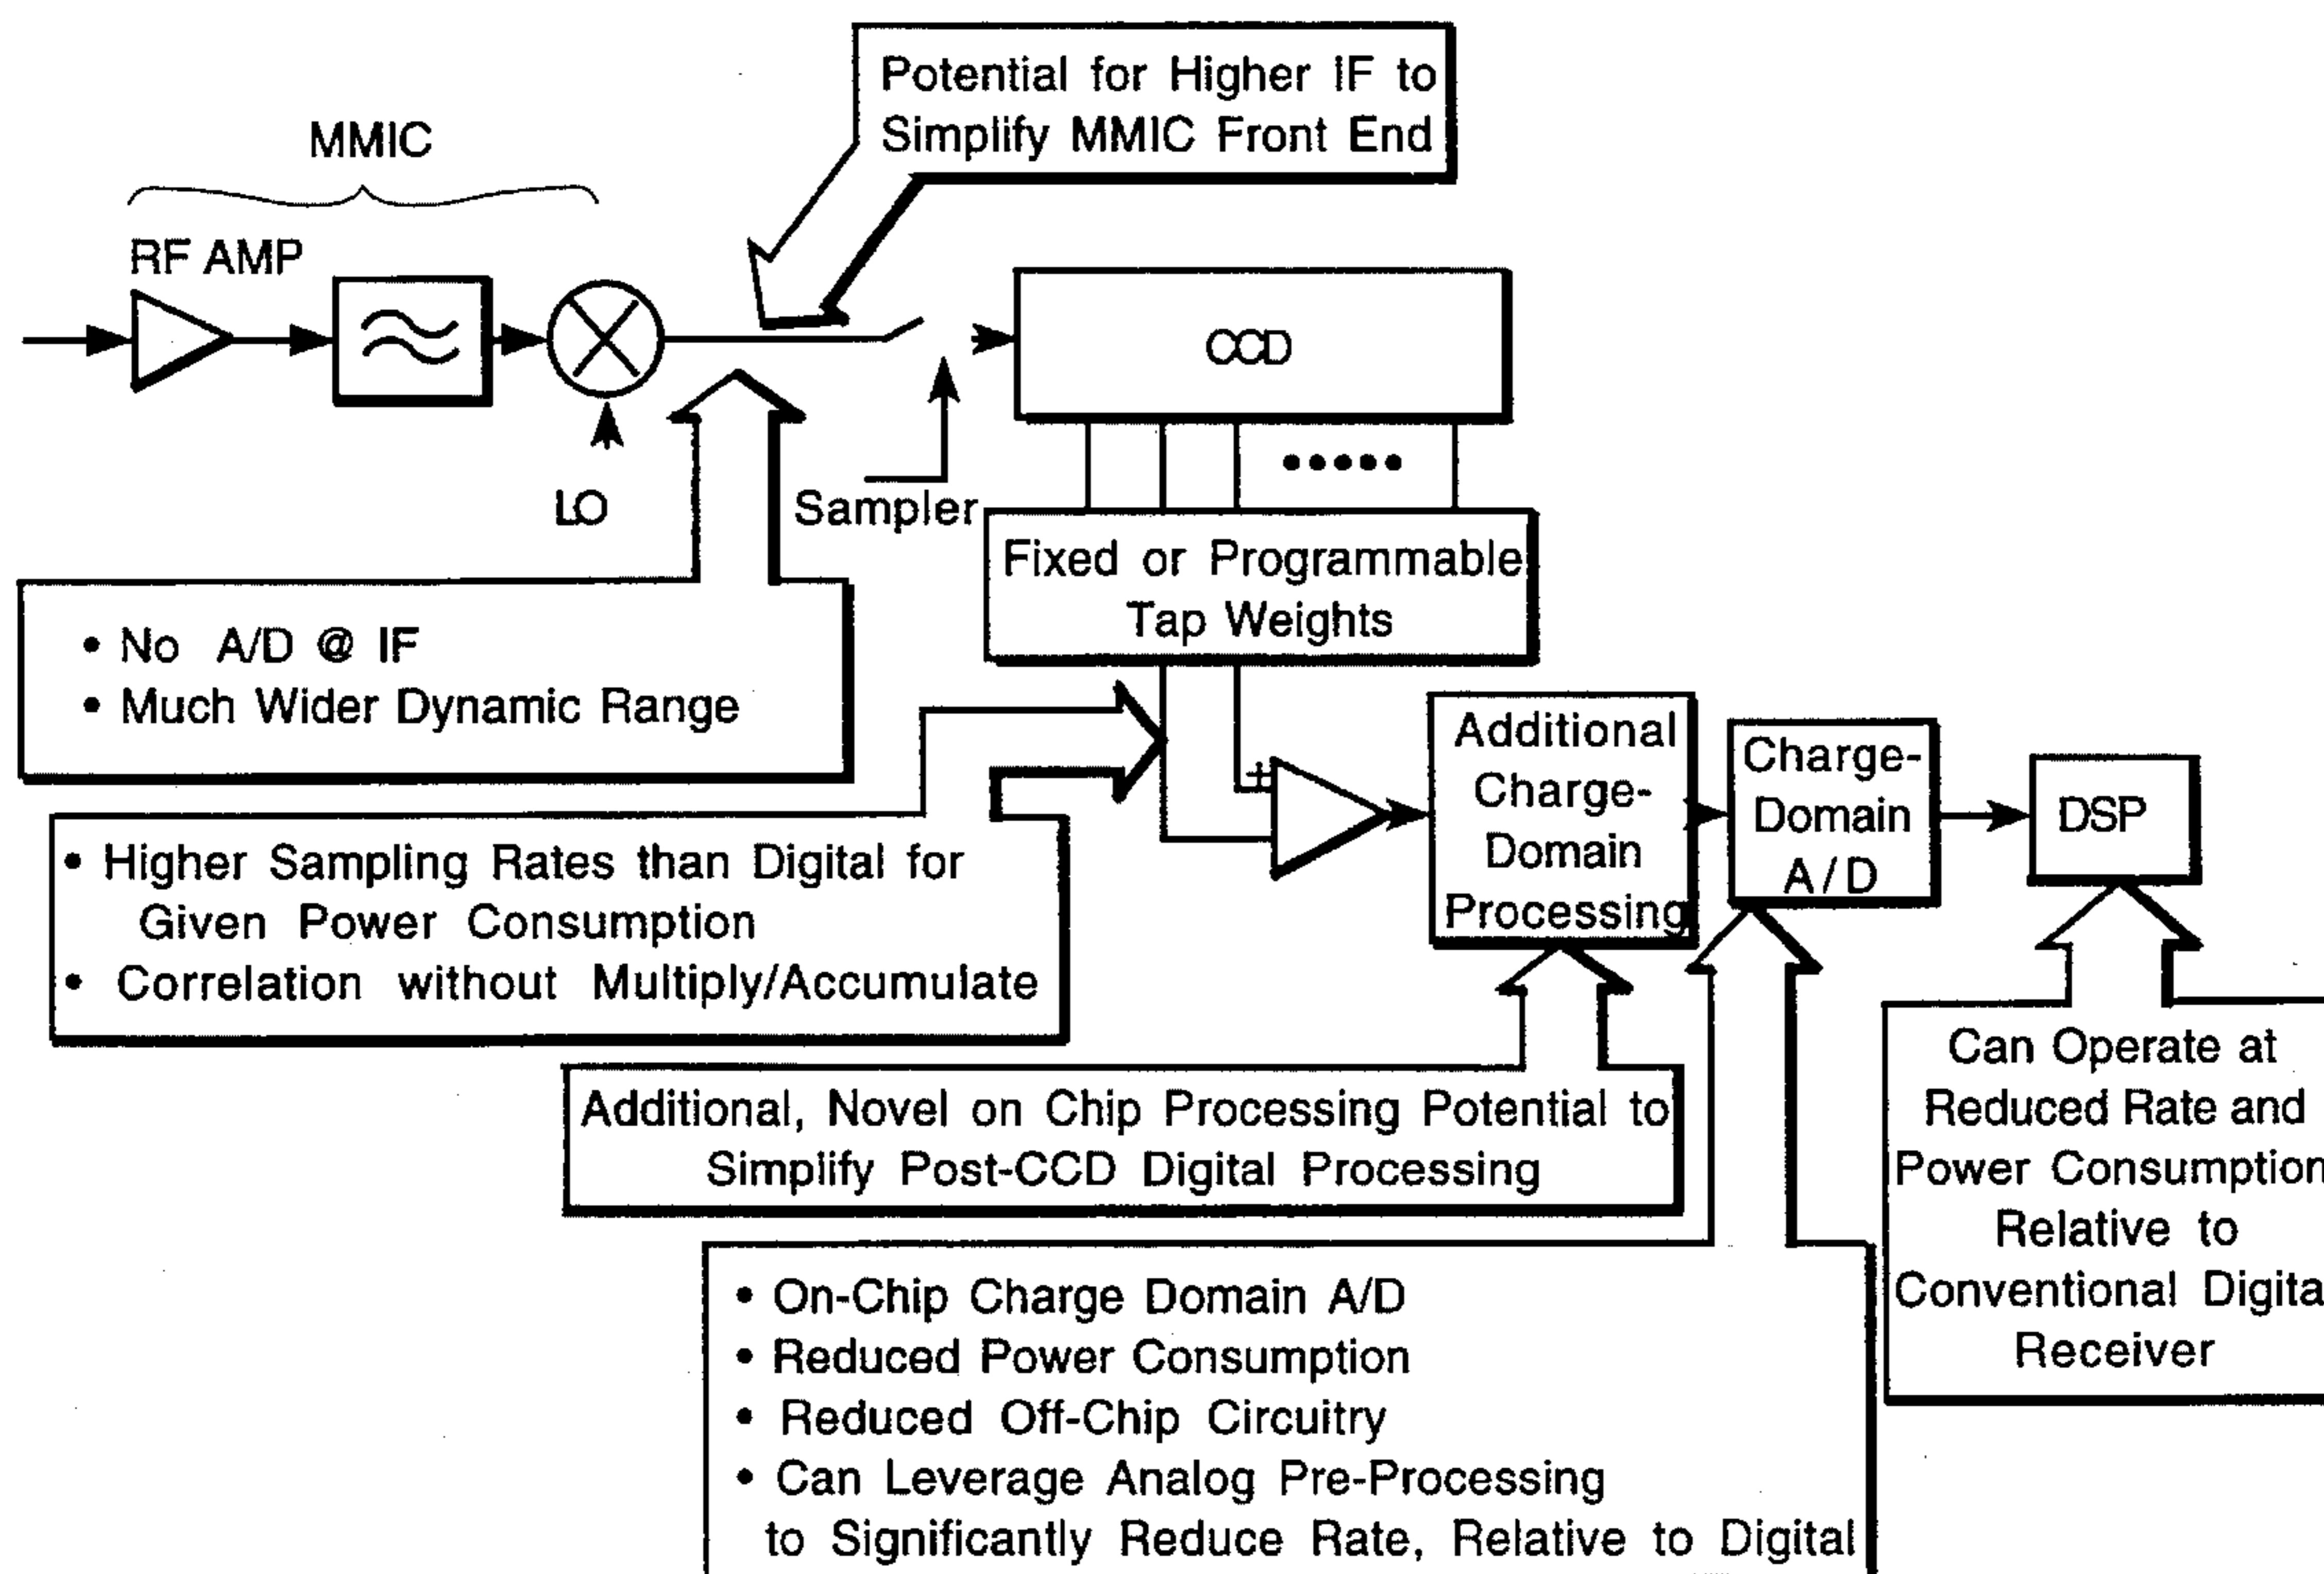 Potential for Higher IF to
Simplify MMIC Front End
MMIC
RF AMP
CCD
LO
Sampler
Fixed or Programmable
Tap Weights
• No A/D @ IF
• Much Wider Dynamic Range
Additional
Charge-
Domain
Processing
Charge-
Domain
A/D
DSP
±
• Higher Sampling Rates than Digital for
Given Power Consumption
• Correlation without Multiply/Accumulate
Can Operate at
Reduced Rate and
Power Consumption
Relative to
Conventional Digita
Receiver
Additional, Novel on Chip Processing Potential to
Simplify Post-CCD Digital Processing
• On-Chip Charge Domain A/D
• Reduced Power Consumption
• Reduced Off-Chip Circuitry
• Can Leverage Analog Pre-Processing
to Significantly Reduce Rate, Relative to Digital